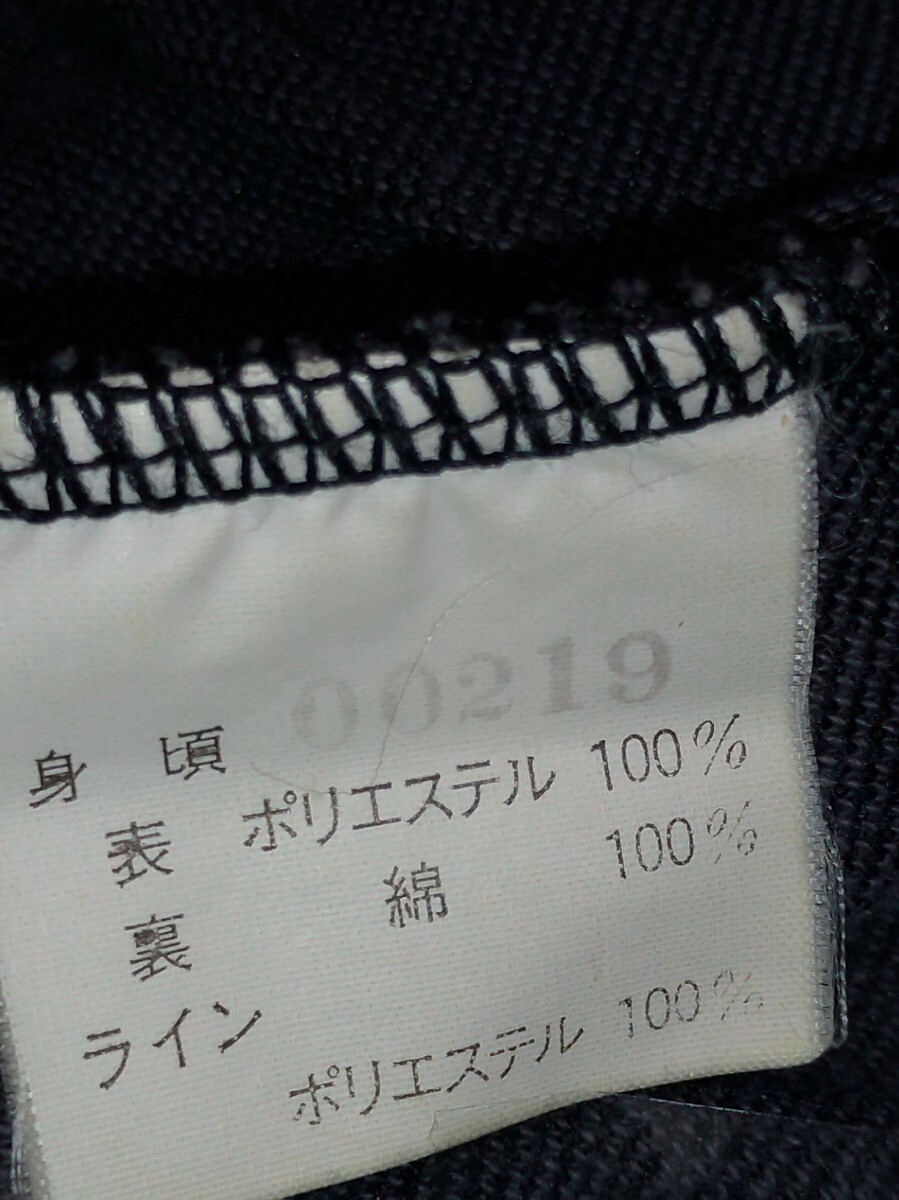 00219
身 頃
表 ポリエステル 100%
裏 綿 100%
ライン
ポリエステル 100%